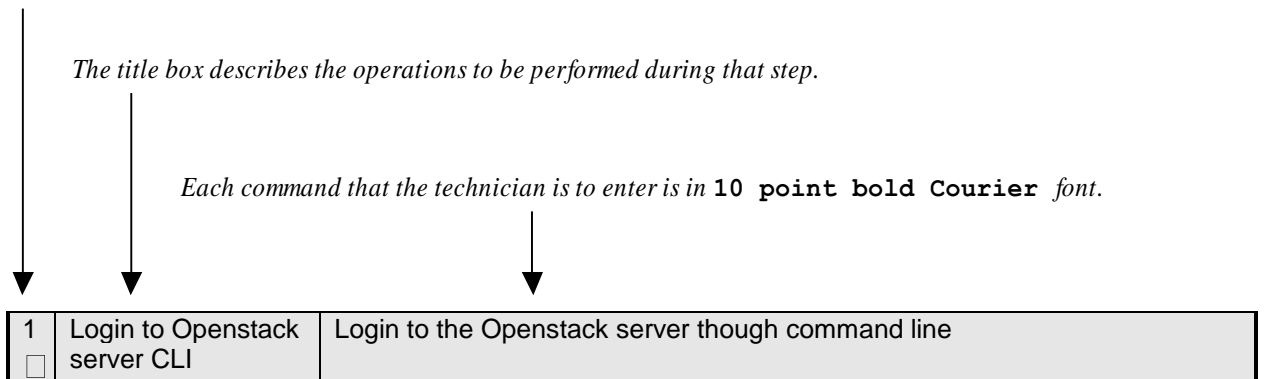 The title box describes the operations to be performed during that step.
Each command that the technician is to enter is in 10 point bold Courier font.
1 Login to Openstack Login to the Openstack server though command line
server CLI